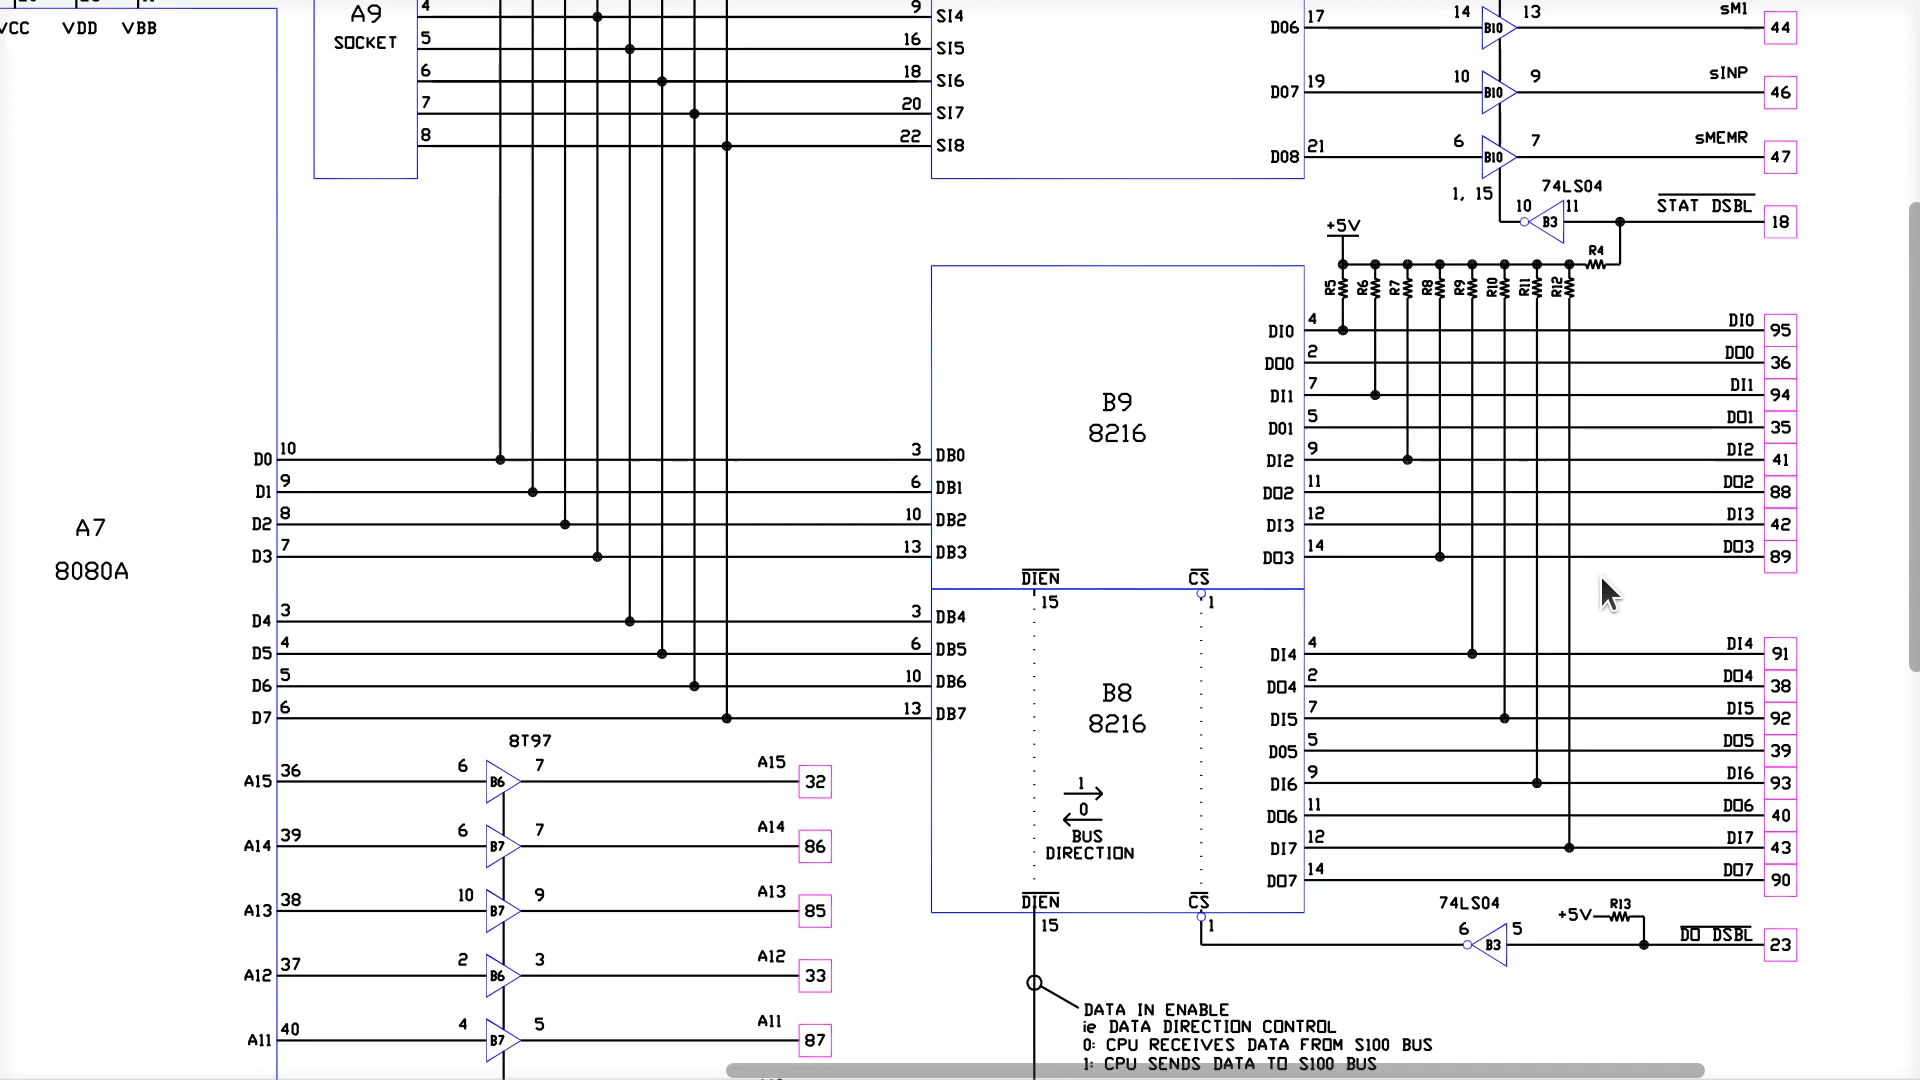 VCC VDD VBB
A9
SOCKET
4
5
6
7
8
9 SI4
16 SI5
18 SI6
20 SI7
22 SI8
DO6 17 14 B10 13 sM1 44
DO7 19 10 B10 9 sINP 46
DO8 21 6 B10 7 sMEMR 47
1, 15
74LS04
10 B3 11 STAT DSBL 18
+5V
R4
R5 R6 R7 R8 R9 R10 R11 R12
B9
8216
DI0 4 DI0 95
DO0 2 DO0 36
DI1 7 DI1 94
DO1 5 DO1 35
DI2 9 DI2 41
DO2 11 DO2 88
DI3 12 DI3 42
DO3 14 DO3 89
A7
8080A
D0 10 3 DB0
D1 9 6 DB1
D2 8 10 DB2
D3 7 13 DB3
D4 3 3 DB4
D5 4 6 DB5
D6 5 10 DB6
D7 6 13 DB7
DIEN CS
15 1
B8
8216
DI4 4 DI4 91
DO4 2 DO4 38
DI5 7 DI5 92
DO5 5 DO5 39
DI6 9 DI6 93
DO6 11 DO6 40
DI7 12 DI7 43
DO7 14 DO7 90
1
0
BUS
DIRECTION
DIEN CS
15 1
74LS04
+5V R13
6 B3 5 DO DSBL 23
8T97
A15 36 6 B6 7 A15 32
A14 39 6 B7 7 A14 86
A13 38 10 B7 9 A13 85
A12 37 2 B6 3 A12 33
A11 40 4 B7 5 A11 87
DATA IN ENABLE
ie DATA DIRECTION CONTROL
0: CPU RECEIVES DATA FROM S100 BUS
1: CPU SENDS DATA TO S100 BUS